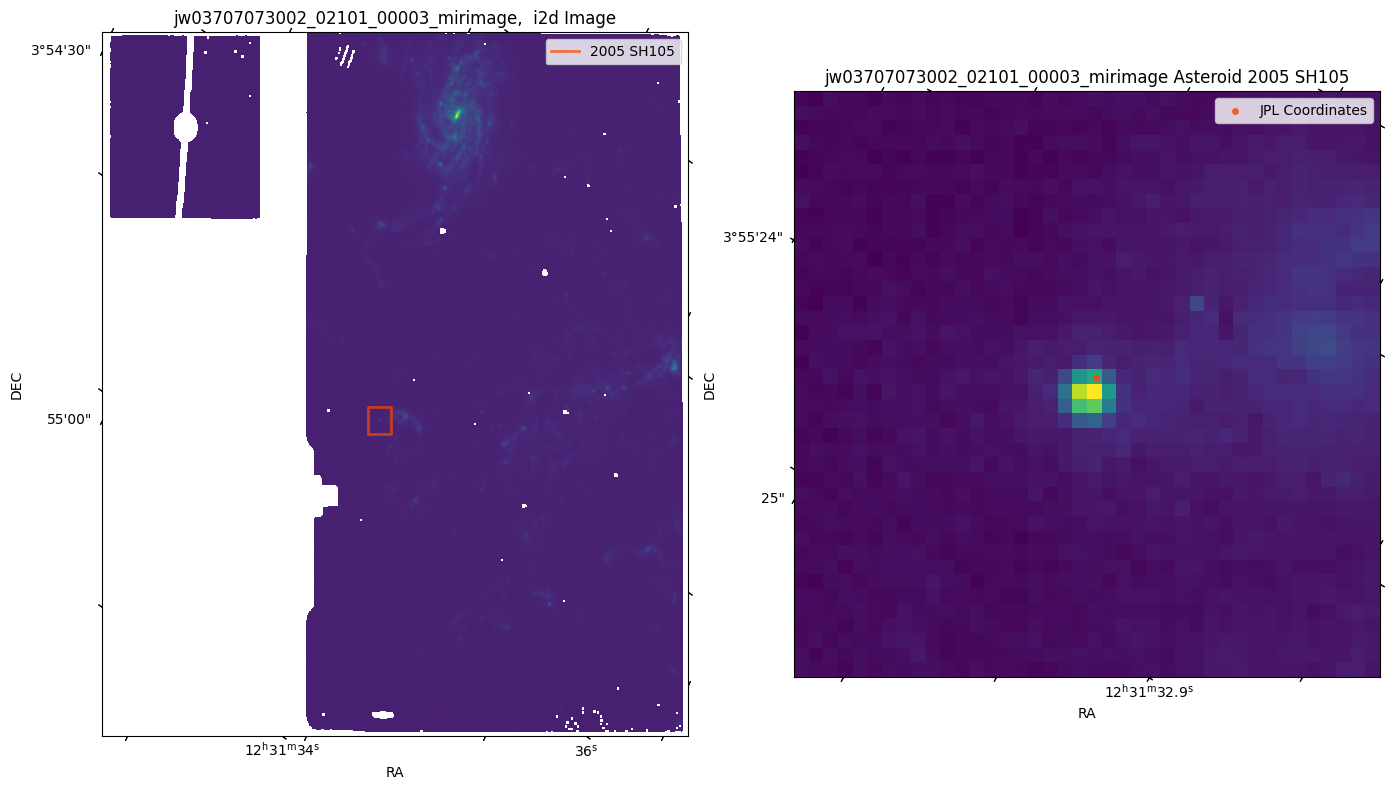 jw03707073002_02101_00003_mirimage,  i2d Image
2005 SH105
3°54'30"
55'00"
DEC
12ʰ31ᵐ34ˢ
36ˢ
RA
jw03707073002_02101_00003_mirimage Asteroid 2005 SH105
JPL Coordinates
3°55'24"
25"
DEC
12ʰ31ᵐ32.9ˢ
RA